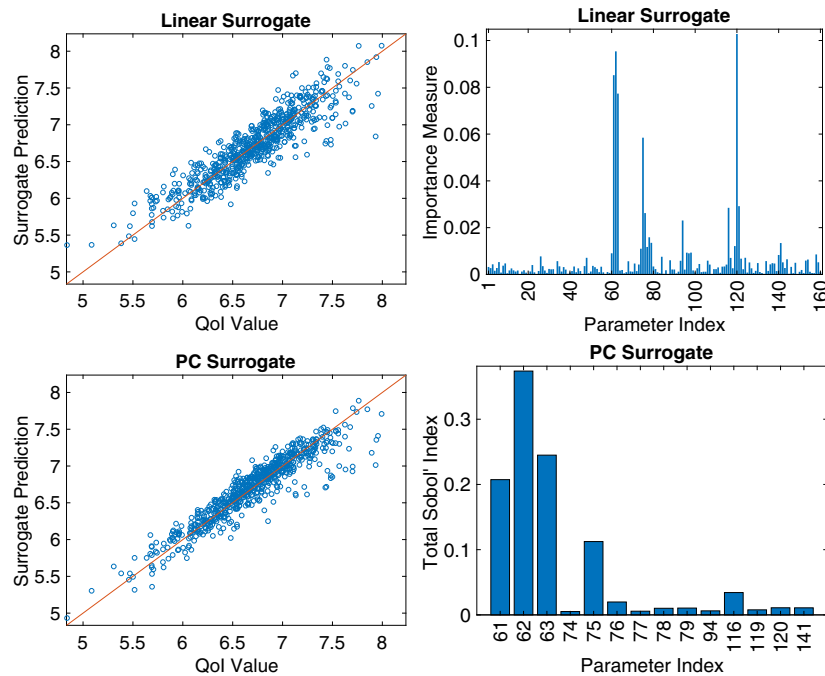 Linear Surrogate
Surrogate Prediction
8
7.5
7
6.5
6
5.5
5
5 5.5 6 6.5 7 7.5 8
QoI Value
Linear Surrogate
Importance Measure
0.1
0.08
0.06
0.04
0.02
0
1 20 40 60 80 100 120 140 160
Parameter Index
PC Surrogate
Surrogate Prediction
8
7.5
7
6.5
6
5.5
5
5 5.5 6 6.5 7 7.5 8
QoI Value
PC Surrogate
Total Sobol' Index
0.3
0.2
0.1
0
61 62 63 74 75 76 77 78 79 94 116 119 120 141
Parameter Index